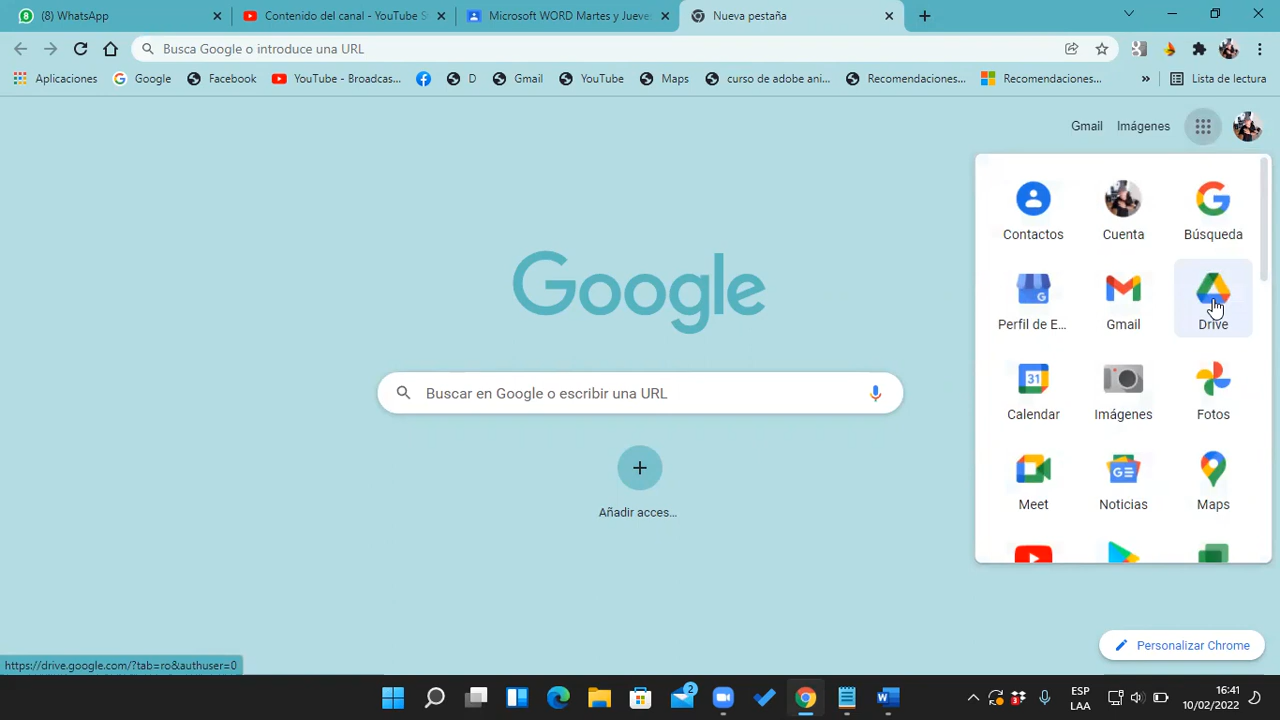 (8) WhatsApp
Contenido del canal - YouTube S
Microsoft WORD Martes y Jueve
Nueva pestaña
Busca Google o introduce una URL
Aplicaciones
Google
Facebook
YouTube - Broadcas...
D
Gmail
YouTube
Maps
curso de adobe aní...
Recomendaciones...
Recomendaciones...
»
Lista de lectura
Gmail
Imágenes
Contactos
Cuenta
Búsqueda
Google
Perfil de E...
Gmail
Drive
31
Calendar
Imágenes
Fotos
Buscar en Google o escribir una URL
Meet
Noticias
Maps
Añadir acces...
Personalizar Chrome
https://drive.google.com/?tab=ro&authuser=0
2
ESP
LAA
16:41
10/02/2022